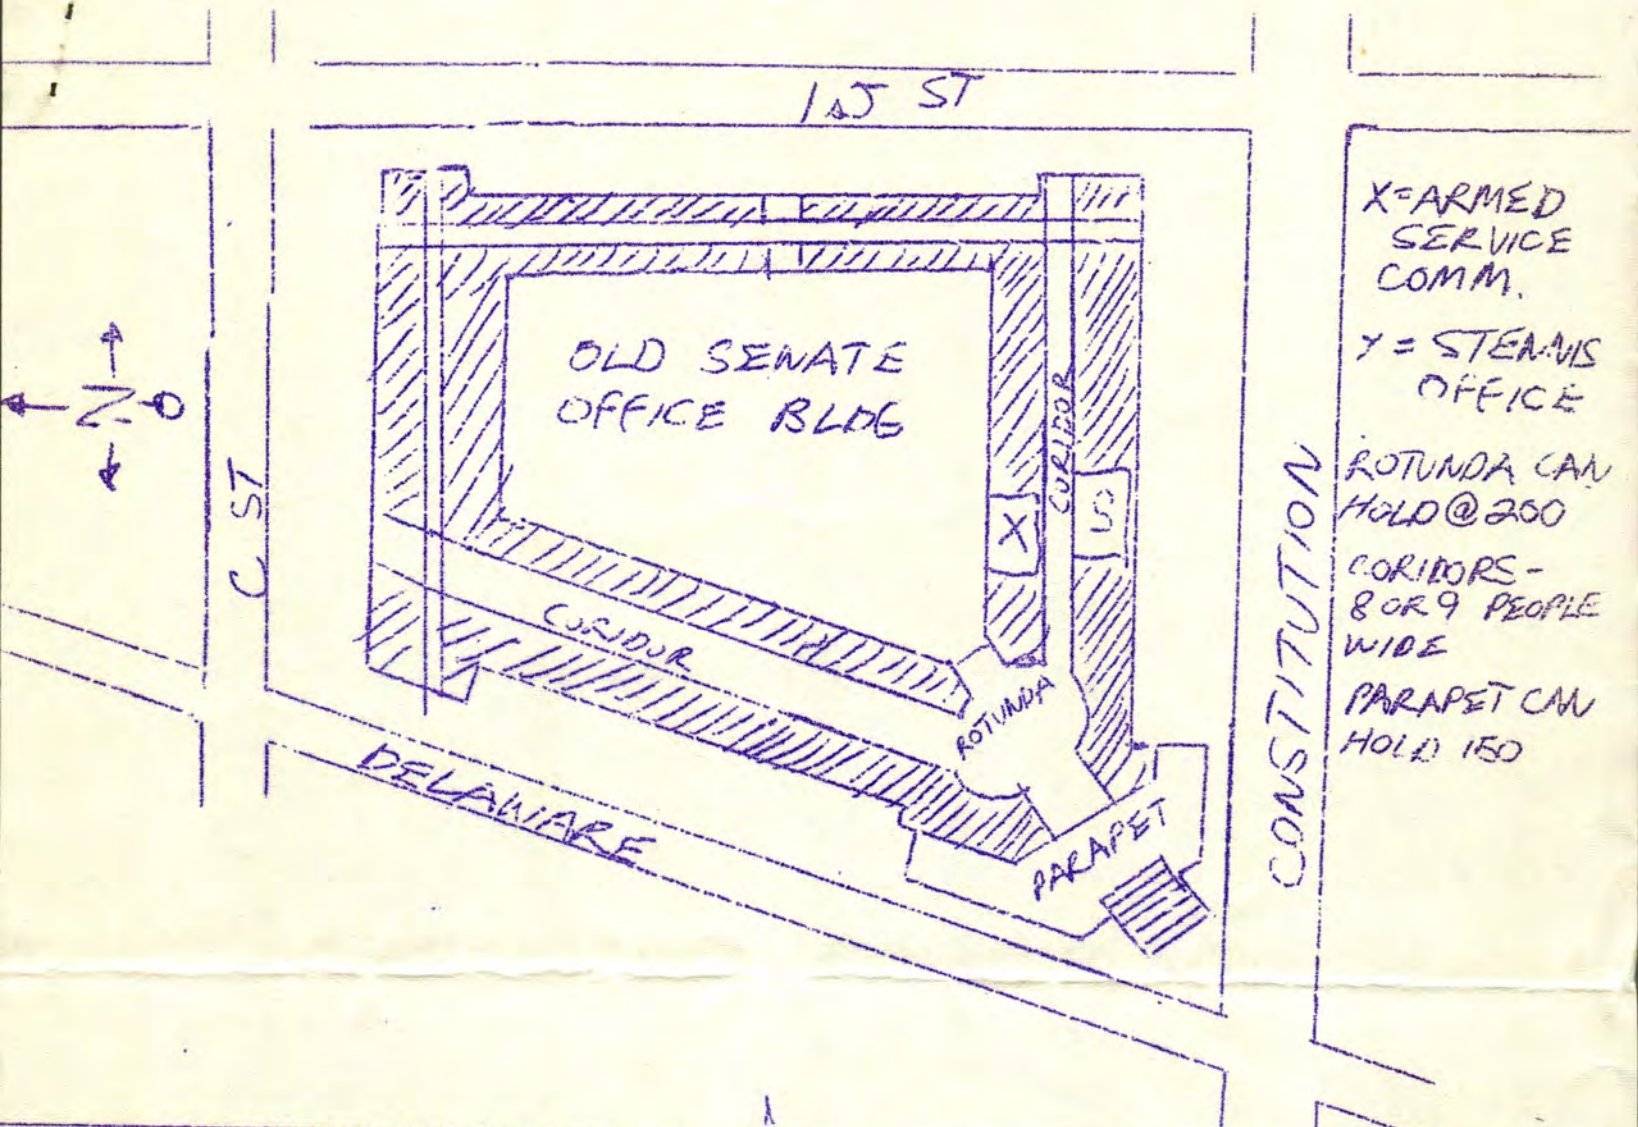 1ST ST
X=ARMED
SERVICE
COMM.
Y = STENNIS
OFFICE
ROTUNDA CAN
HOLD @ 200
CORIDORS-
8 OR 9 PEOPLE
WIDE
PARAPET CAN
HOLD 150
N
C ST
OLD SENATE
OFFICE BLDG
CORIDOR
X
S
CONSTITUTION
CORIDOR
ROTUNDA
DELAWARE
PARAPET